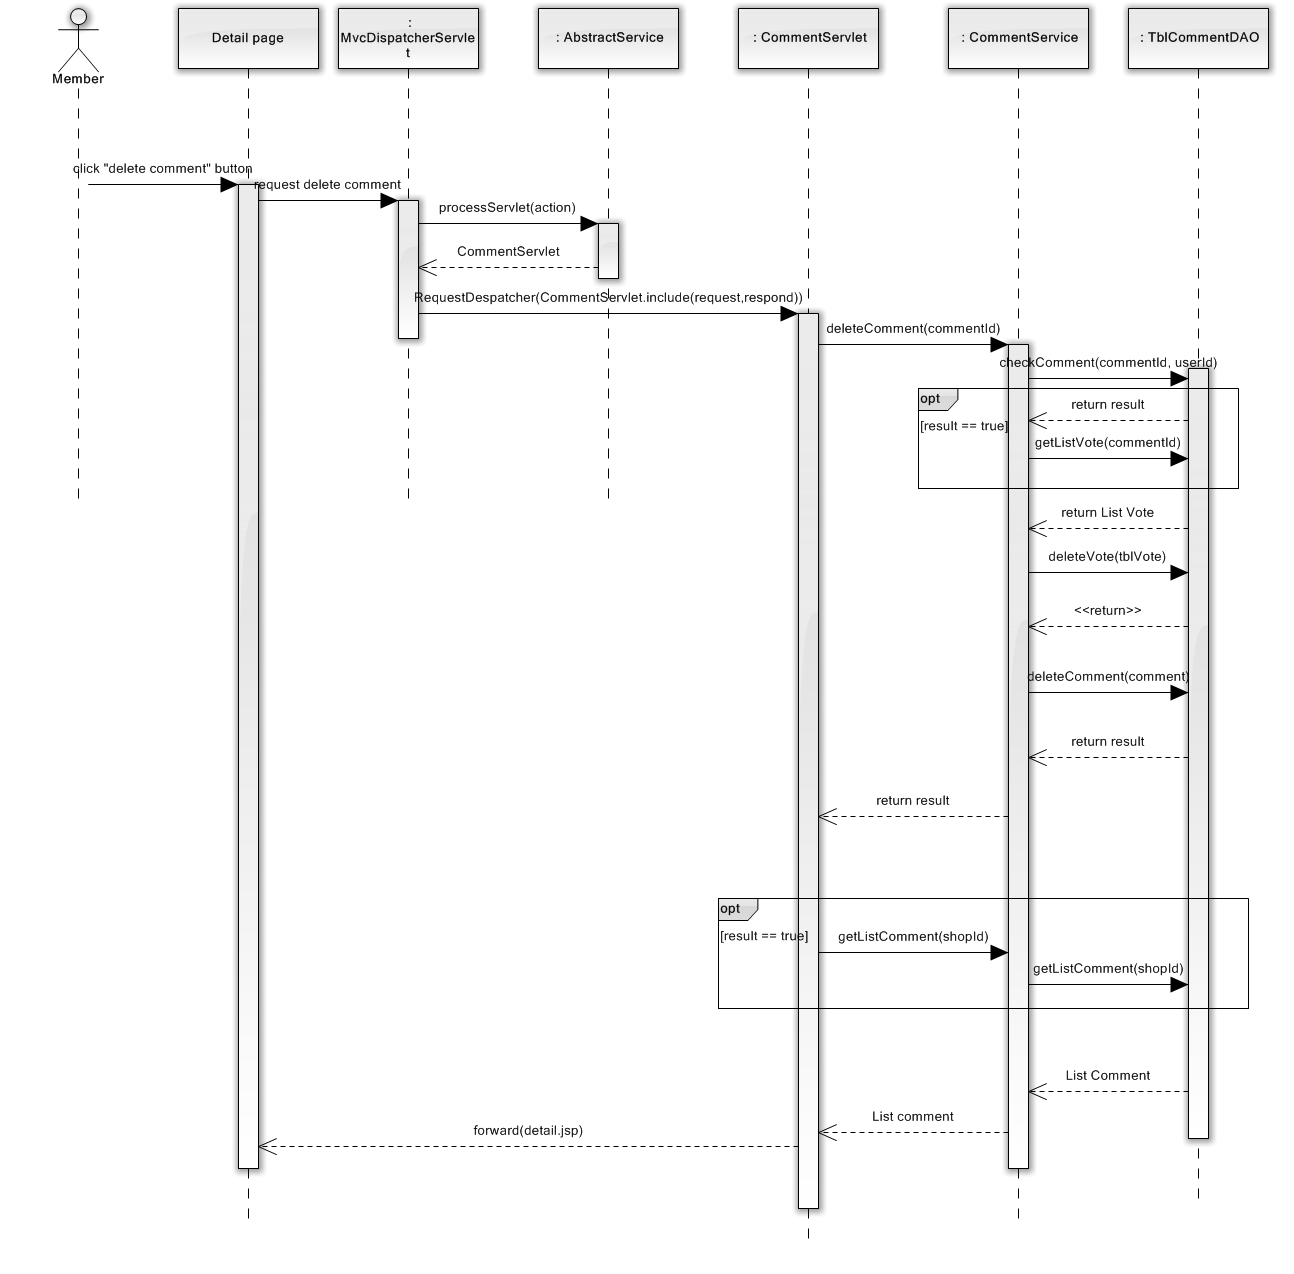 Member
Detail page
:
MvcDispatcherServle
t
: AbstractService
: CommentServlet
: CommentService
: TblCommentDAO
click "delete comment" button
request delete comment
processServlet(action)
CommentServlet
RequestDespatcher(CommentServlet.include(request,respond))
deleteComment(commentId)
checkComment(commentId, userId)
opt
return result
[result == true]
getListVote(commentId)
return List Vote
deleteVote(tblVote)
<<return>>
deleteComment(comment)
return result
return result
opt
[result == true]
getListComment(shopId)
getListComment(shopId)
List Comment
List comment
forward(detail.jsp)